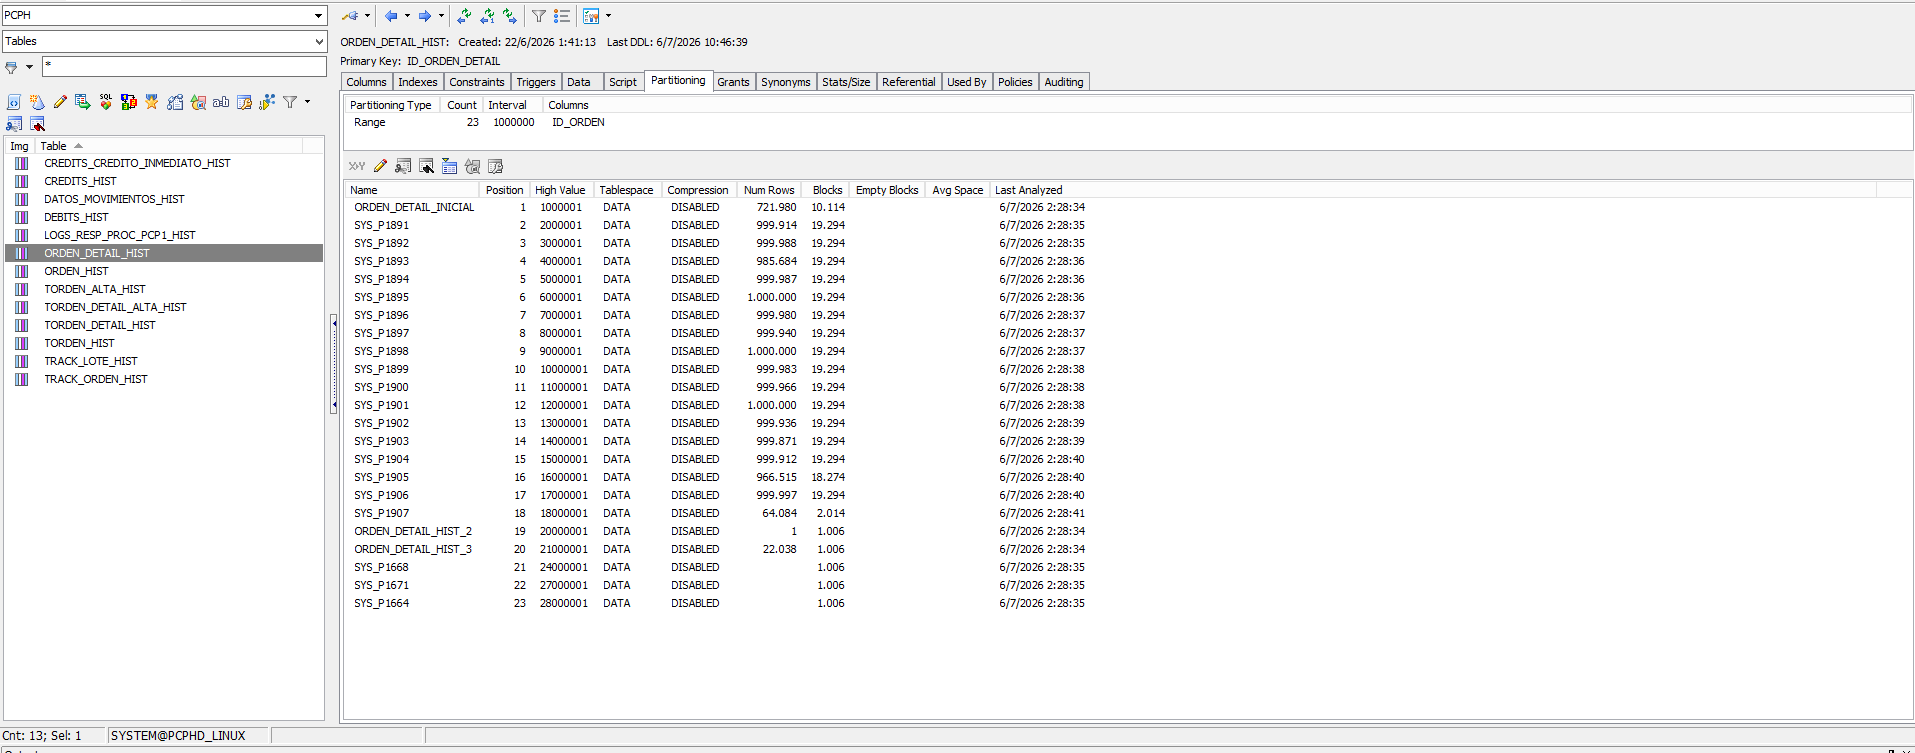 PCPH
Tables
*
Img Table
CREDITS_CREDITO_INMEDIATO_HIST
CREDITS_HIST
DATOS_MOVIMIENTOS_HIST
DEBITS_HIST
LOGS_RESP_PROC_PCP1_HIST
ORDEN_DETAIL_HIST
ORDEN_HIST
TORDEN_ALTA_HIST
TORDEN_DETAIL_ALTA_HIST
TORDEN_DETAIL_HIST
TORDEN_HIST
TRACK_LOTE_HIST
TRACK_ORDEN_HIST
ORDEN_DETAIL_HIST: Created: 22/6/2026 1:41:13 Last DDL: 6/7/2026 10:46:39
Primary Key: ID_ORDEN_DETAIL
Columns Indexes Constraints Triggers Data Script Partitioning Grants Synonyms Stats/Size Referential Used By Policies Auditing
Partitioning Type Count Interval Columns
Range 23 1000000 ID_ORDEN
Name Position High Value Tablespace Compression Num Rows Blocks Empty Blocks Avg Space Last Analyzed
ORDEN_DETAIL_INICIAL 1 1000001 DATA DISABLED 721.980 10.114 6/7/2026 2:28:34
SYS_P1891 2 2000001 DATA DISABLED 999.914 19.294 6/7/2026 2:28:35
SYS_P1892 3 3000001 DATA DISABLED 999.988 19.294 6/7/2026 2:28:35
SYS_P1893 4 4000001 DATA DISABLED 985.684 19.294 6/7/2026 2:28:36
SYS_P1894 5 5000001 DATA DISABLED 999.987 19.294 6/7/2026 2:28:36
SYS_P1895 6 6000001 DATA DISABLED 1.000.000 19.294 6/7/2026 2:28:36
SYS_P1896 7 7000001 DATA DISABLED 999.980 19.294 6/7/2026 2:28:37
SYS_P1897 8 8000001 DATA DISABLED 999.940 19.294 6/7/2026 2:28:37
SYS_P1898 9 9000001 DATA DISABLED 1.000.000 19.294 6/7/2026 2:28:37
SYS_P1899 10 10000001 DATA DISABLED 999.983 19.294 6/7/2026 2:28:38
SYS_P1900 11 11000001 DATA DISABLED 999.966 19.294 6/7/2026 2:28:38
SYS_P1901 12 12000001 DATA DISABLED 1.000.000 19.294 6/7/2026 2:28:38
SYS_P1902 13 13000001 DATA DISABLED 999.936 19.294 6/7/2026 2:28:39
SYS_P1903 14 14000001 DATA DISABLED 999.871 19.294 6/7/2026 2:28:39
SYS_P1904 15 15000001 DATA DISABLED 999.912 19.294 6/7/2026 2:28:40
SYS_P1905 16 16000001 DATA DISABLED 966.515 18.274 6/7/2026 2:28:40
SYS_P1906 17 17000001 DATA DISABLED 999.997 19.294 6/7/2026 2:28:40
SYS_P1907 18 18000001 DATA DISABLED 64.084 2.014 6/7/2026 2:28:41
ORDEN_DETAIL_HIST_2 19 20000001 DATA DISABLED 1 1.006 6/7/2026 2:28:34
ORDEN_DETAIL_HIST_3 20 21000001 DATA DISABLED 22.038 1.006 6/7/2026 2:28:34
SYS_P1668 21 24000001 DATA DISABLED 1.006 6/7/2026 2:28:35
SYS_P1671 22 27000001 DATA DISABLED 1.006 6/7/2026 2:28:35
SYS_P1664 23 28000001 DATA DISABLED 1.006 6/7/2026 2:28:35
Cnt: 13; Sel: 1 SYSTEM@PCPHD_LINUX